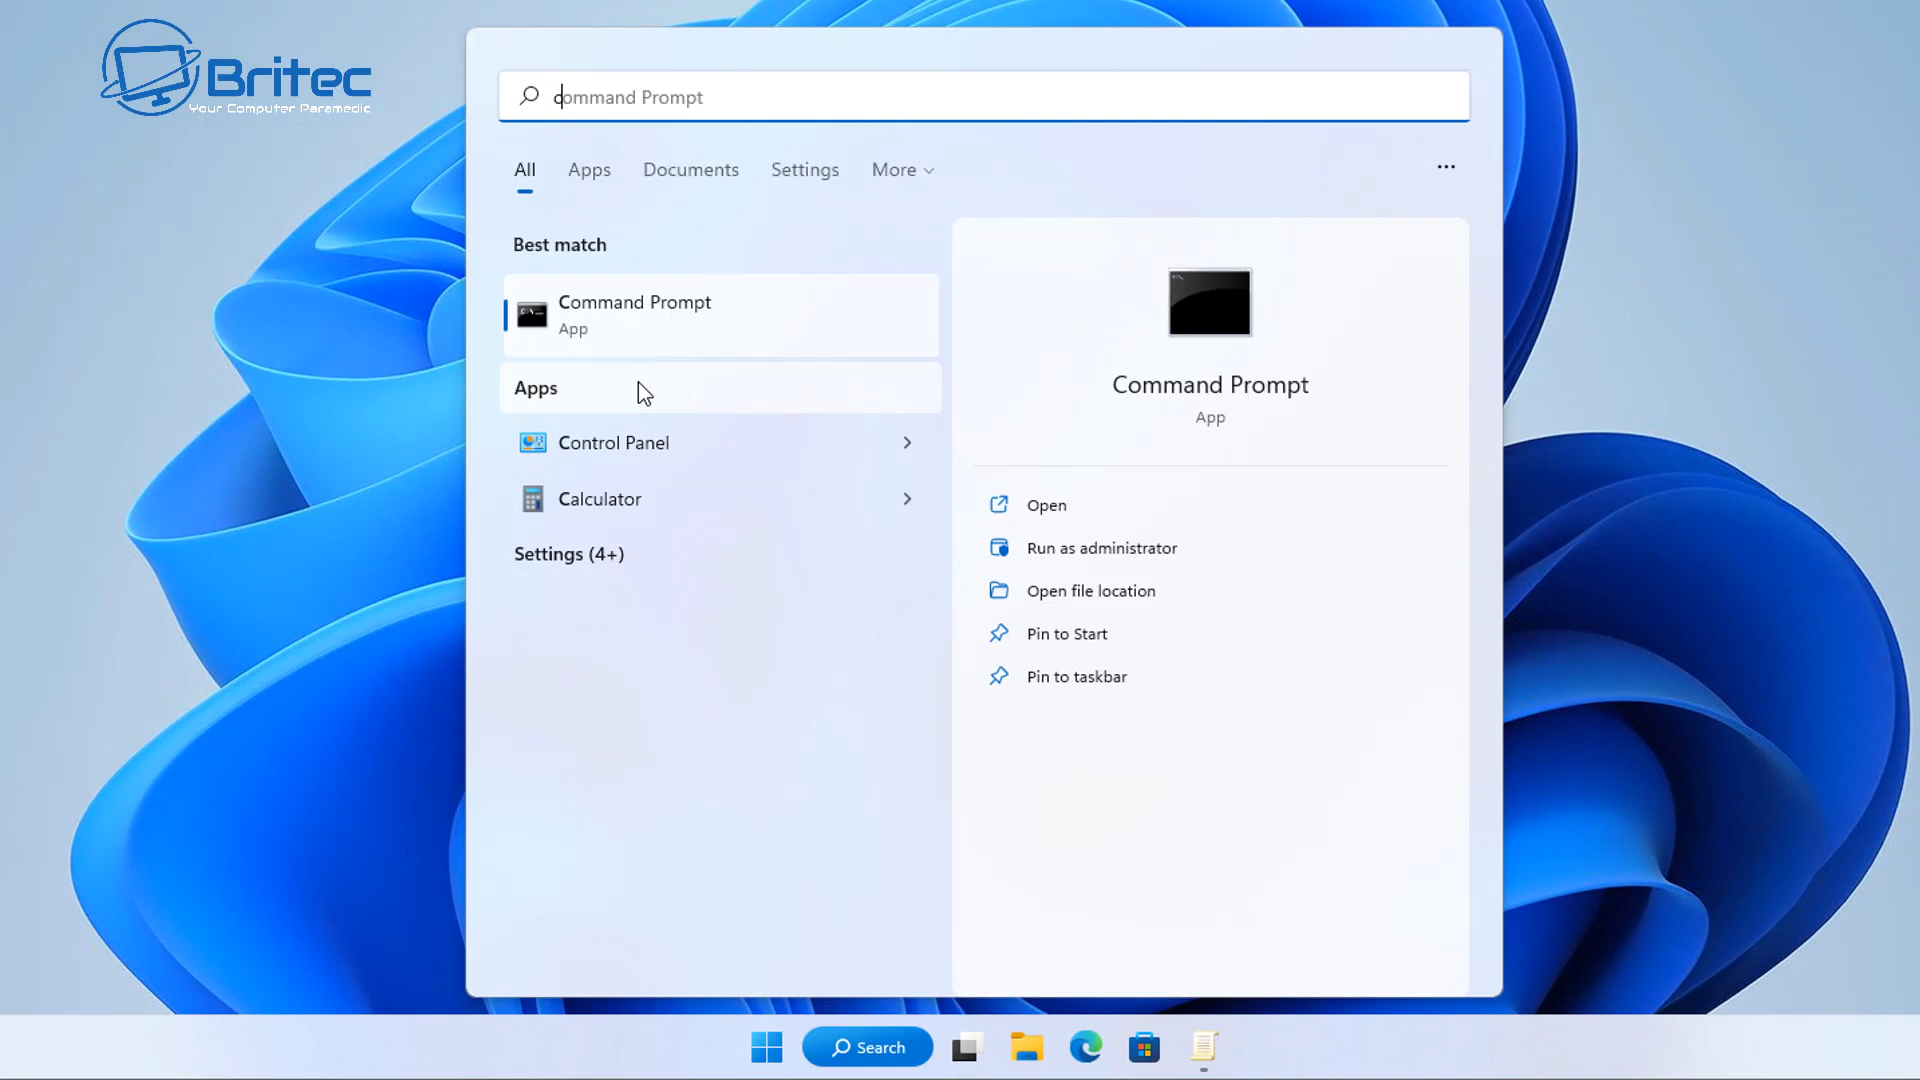 Britec
Your Computer Paramedic
command Prompt
All Apps Documents Settings More
Best match
Command Prompt
App
Apps
Control Panel
Calculator
Settings (4+)
Command Prompt
App
Open
Run as administrator
Open file location
Pin to Start
Pin to taskbar
Search